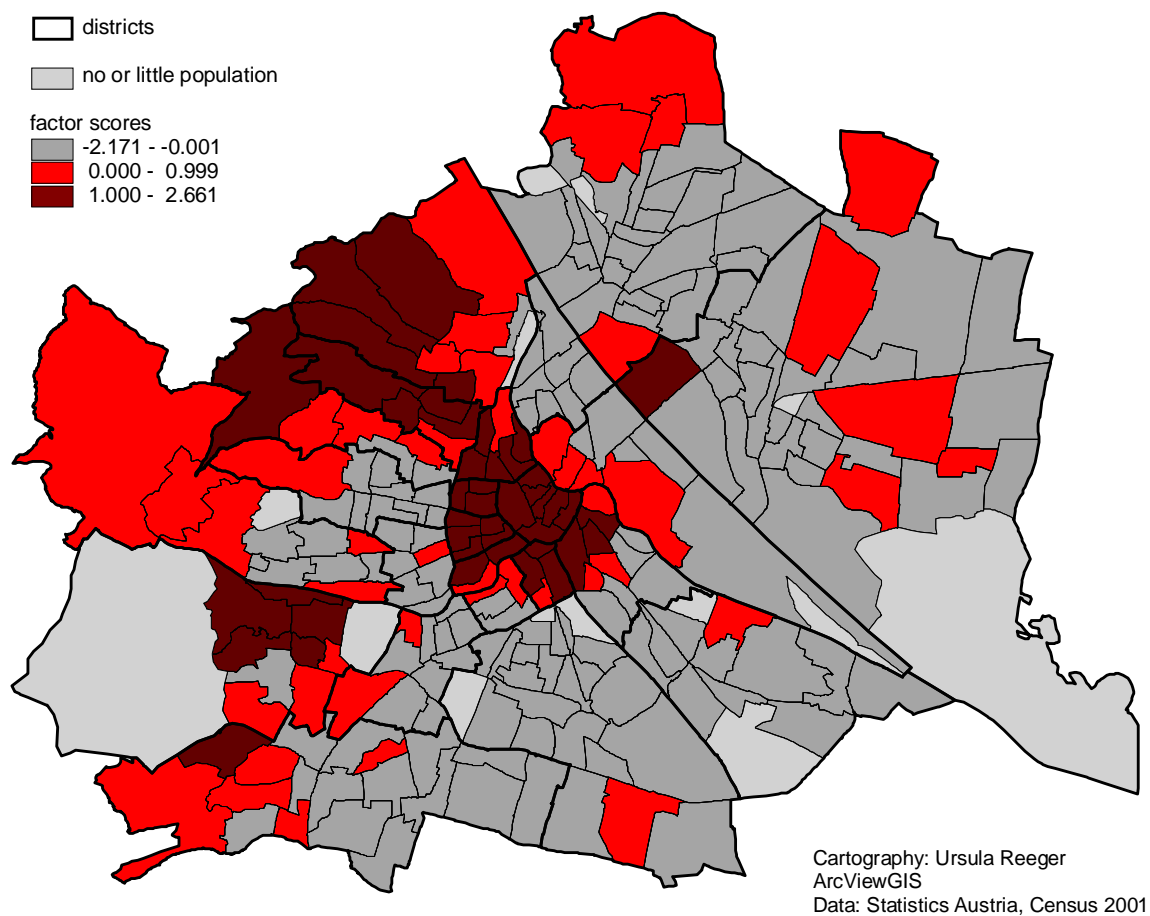 districts
no or little population
factor scores
-2.171 - -0.001
0.000 - 0.999
1.000 - 2.661
Cartography: Ursula Reeger
ArcViewGIS
Data: Statistics Austria, Census 2001